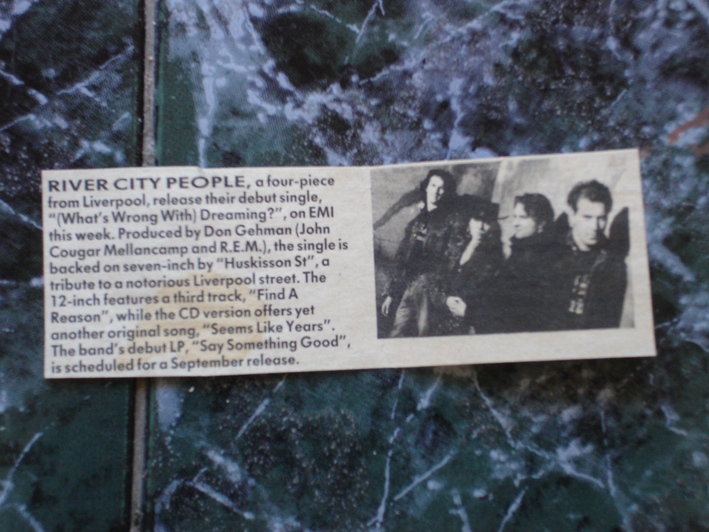 RIVER CITY PEOPLE, a four-piece
from Liverpool, release their debut single,
"(What's Wrong With) Dreaming?", on EMI
this week. Produced by Don Gehman (John
Cougar Mellancamp and R.E.M.), the single is
backed on seven-inch by "Huskisson St", a
tribute to a notorious Liverpool street. The
12-inch features a third track, "Find A
Reason", while the CD version offers yet
another original song, "Seems Like Years".
The band's debut LP, "Say Something Good",
is scheduled for a September release.